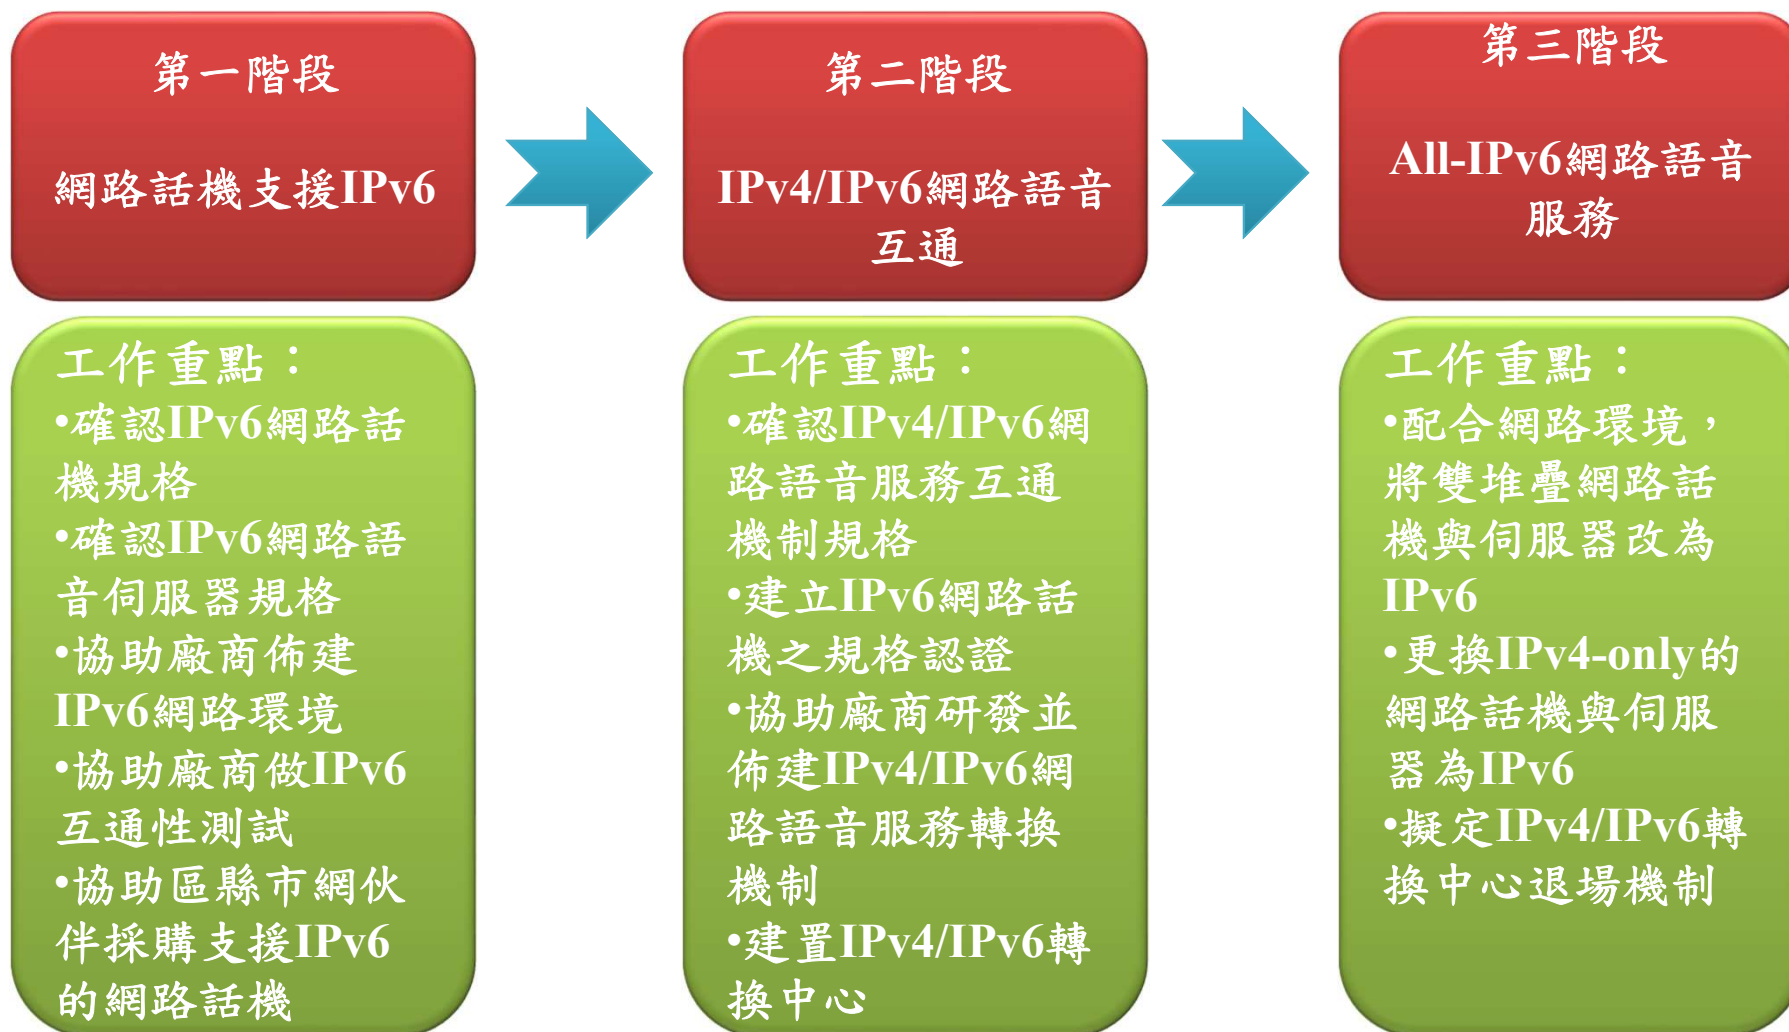 第一階段
網路話機支援IPv6
第二階段
IPv4/IPv6網路語音
互通
第三階段
All-IPv6網路語音
服務
工作重點：
•確認IPv6網路話
機規格
•確認IPv6網路語
音伺服器規格
•協助廠商佈建
IPv6網路環境
•協助廠商做IPv6
互通性測試
•協助區縣市網伙
伴採購支援IPv6
的網路話機
工作重點：
•確認IPv4/IPv6網
路語音服務互通
機制規格
•建立IPv6網路話
機之規格認證
•協助廠商研發並
佈建IPv4/IPv6網
路語音服務轉換
機制
•建置IPv4/IPv6轉
換中心
工作重點：
•配合網路環境，
將雙堆疊網路話
機與伺服器改為
IPv6
•更換IPv4-only的
網路話機與伺服
器為IPv6
•擬定IPv4/IPv6轉
換中心退場機制